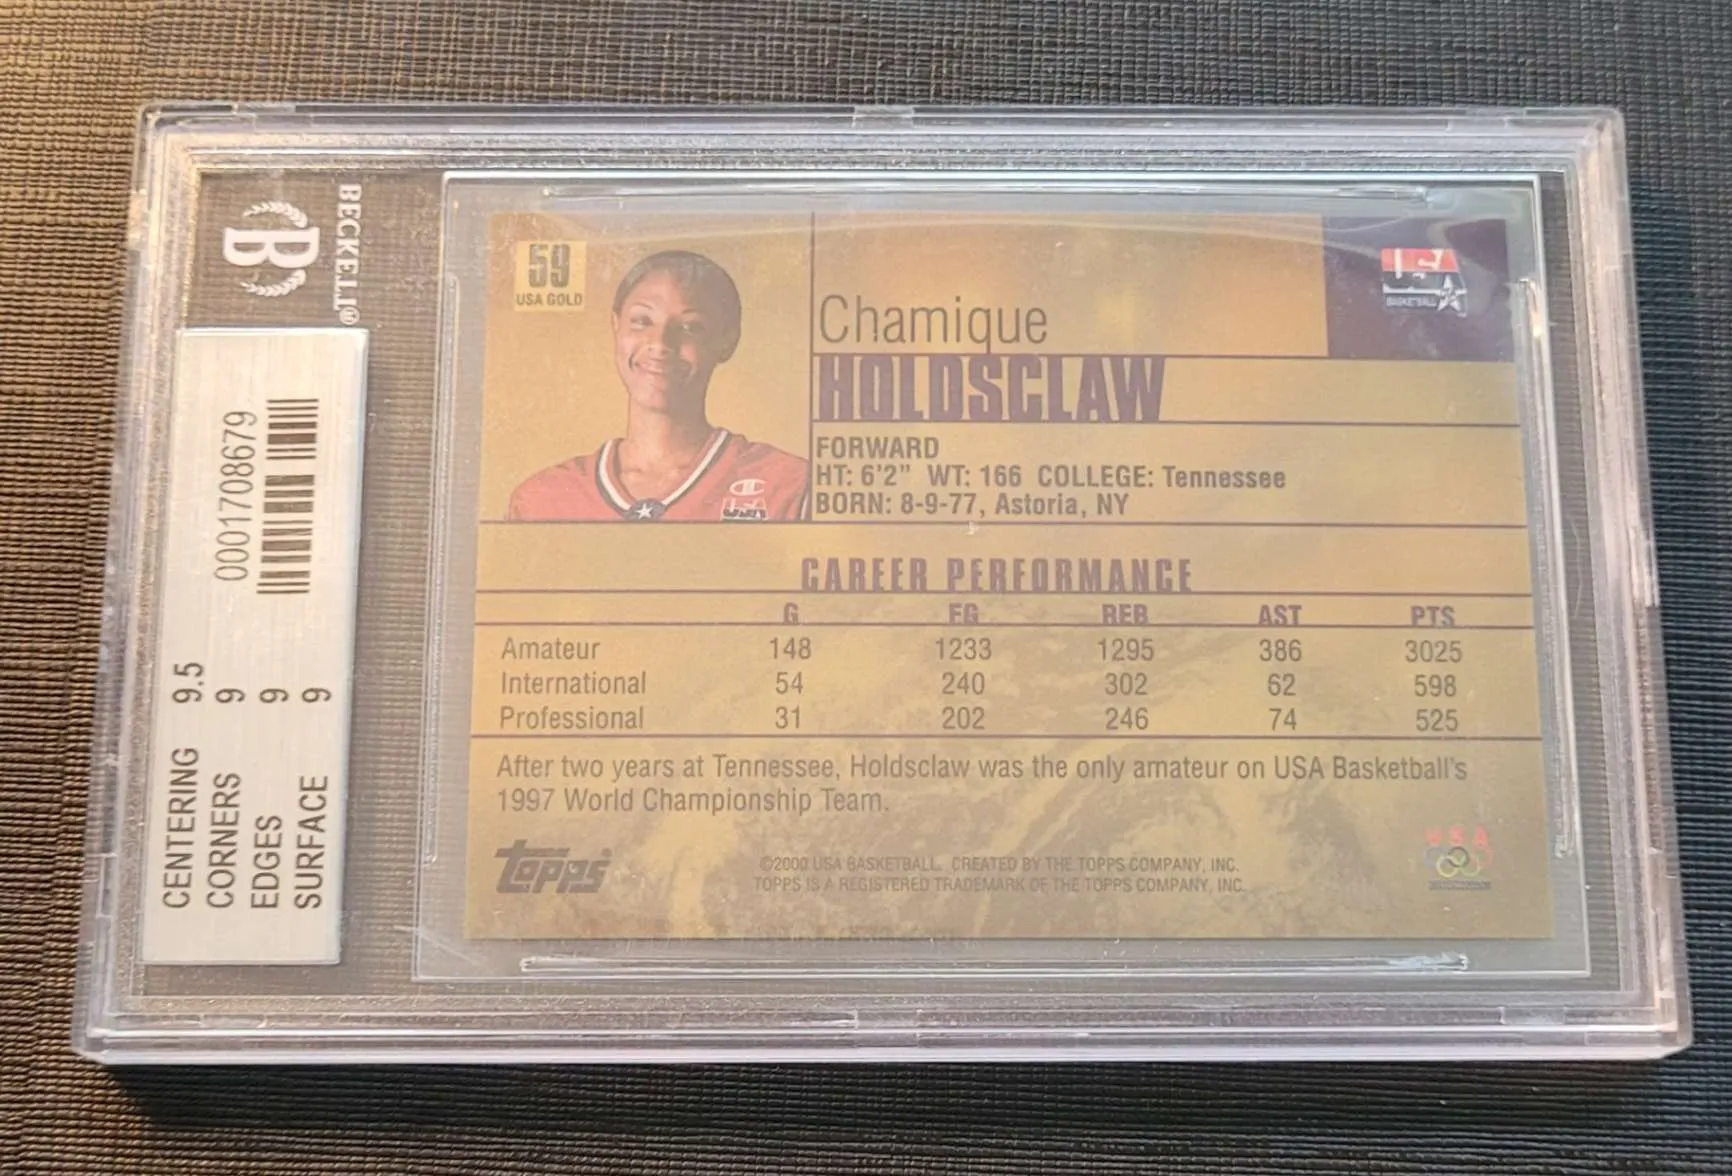 BECKETT®
B
0001708679
CENTERING 9.5
CORNERS 9
EDGES 9
SURFACE 9
59
USA GOLD
USA
BASKETBALL
Chamique
HOLDSCLAW
FORWARD
HT: 6'2" WT: 166 COLLEGE: Tennessee
BORN: 8-9-77, Astoria, NY
USA
CAREER PERFORMANCE
G FG REB AST PTS
Amateur 148 1233 1295 386 3025
International 54 240 302 62 598
Professional 31 202 246 74 525
After two years at Tennessee, Holdsclaw was the only amateur on USA Basketball's
1997 World Championship Team.
Topps
©2000 USA BASKETBALL. CREATED BY THE TOPPS COMPANY, INC.
TOPPS IS A REGISTERED TRADEMARK OF THE TOPPS COMPANY, INC.
USA